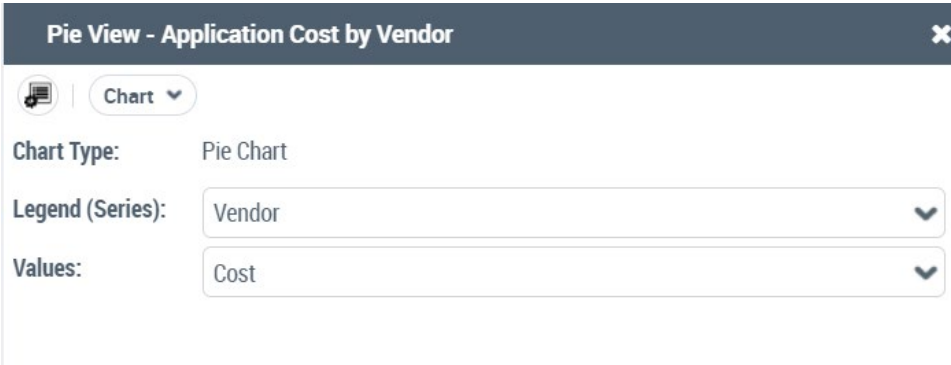 Pie View - Application Cost by Vendor
Chart
Chart Type: Pie Chart
Legend (Series): Vendor
Values: Cost